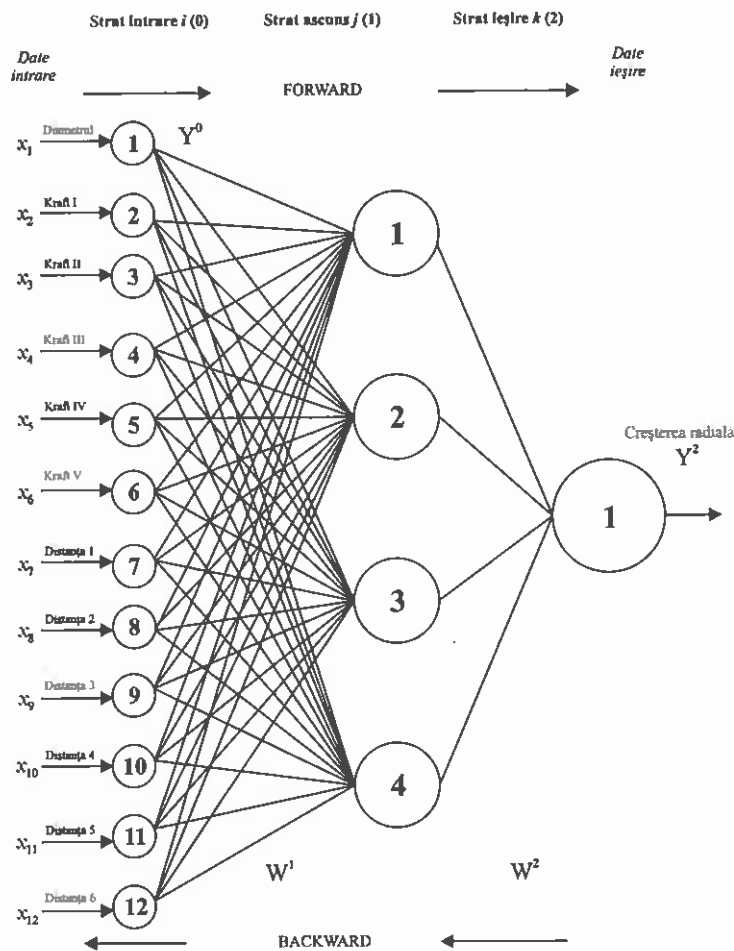 Strat intrare i (0) Strat ascuns j (1) Strat ieşire k (2)
Date intrare
Date ieşire
FORWARD
Y⁰
x₁ Diametrul 1
x₂ Kraft I 2
x₃ Kraft II 3
x₄ Kraft III 4
x₅ Kraft IV 5
x₆ Kraft V 6
x₇ Distanţa 1 7
x₈ Distanţa 2 8
x₉ Distanţa 3 9
x₁₀ Distanţa 4 10
x₁₁ Distanţa 5 11
x₁₂ Distanţa 6 12
1
2
3
4
Creşterea radială
Y²
1
W¹ W²
BACKWARD